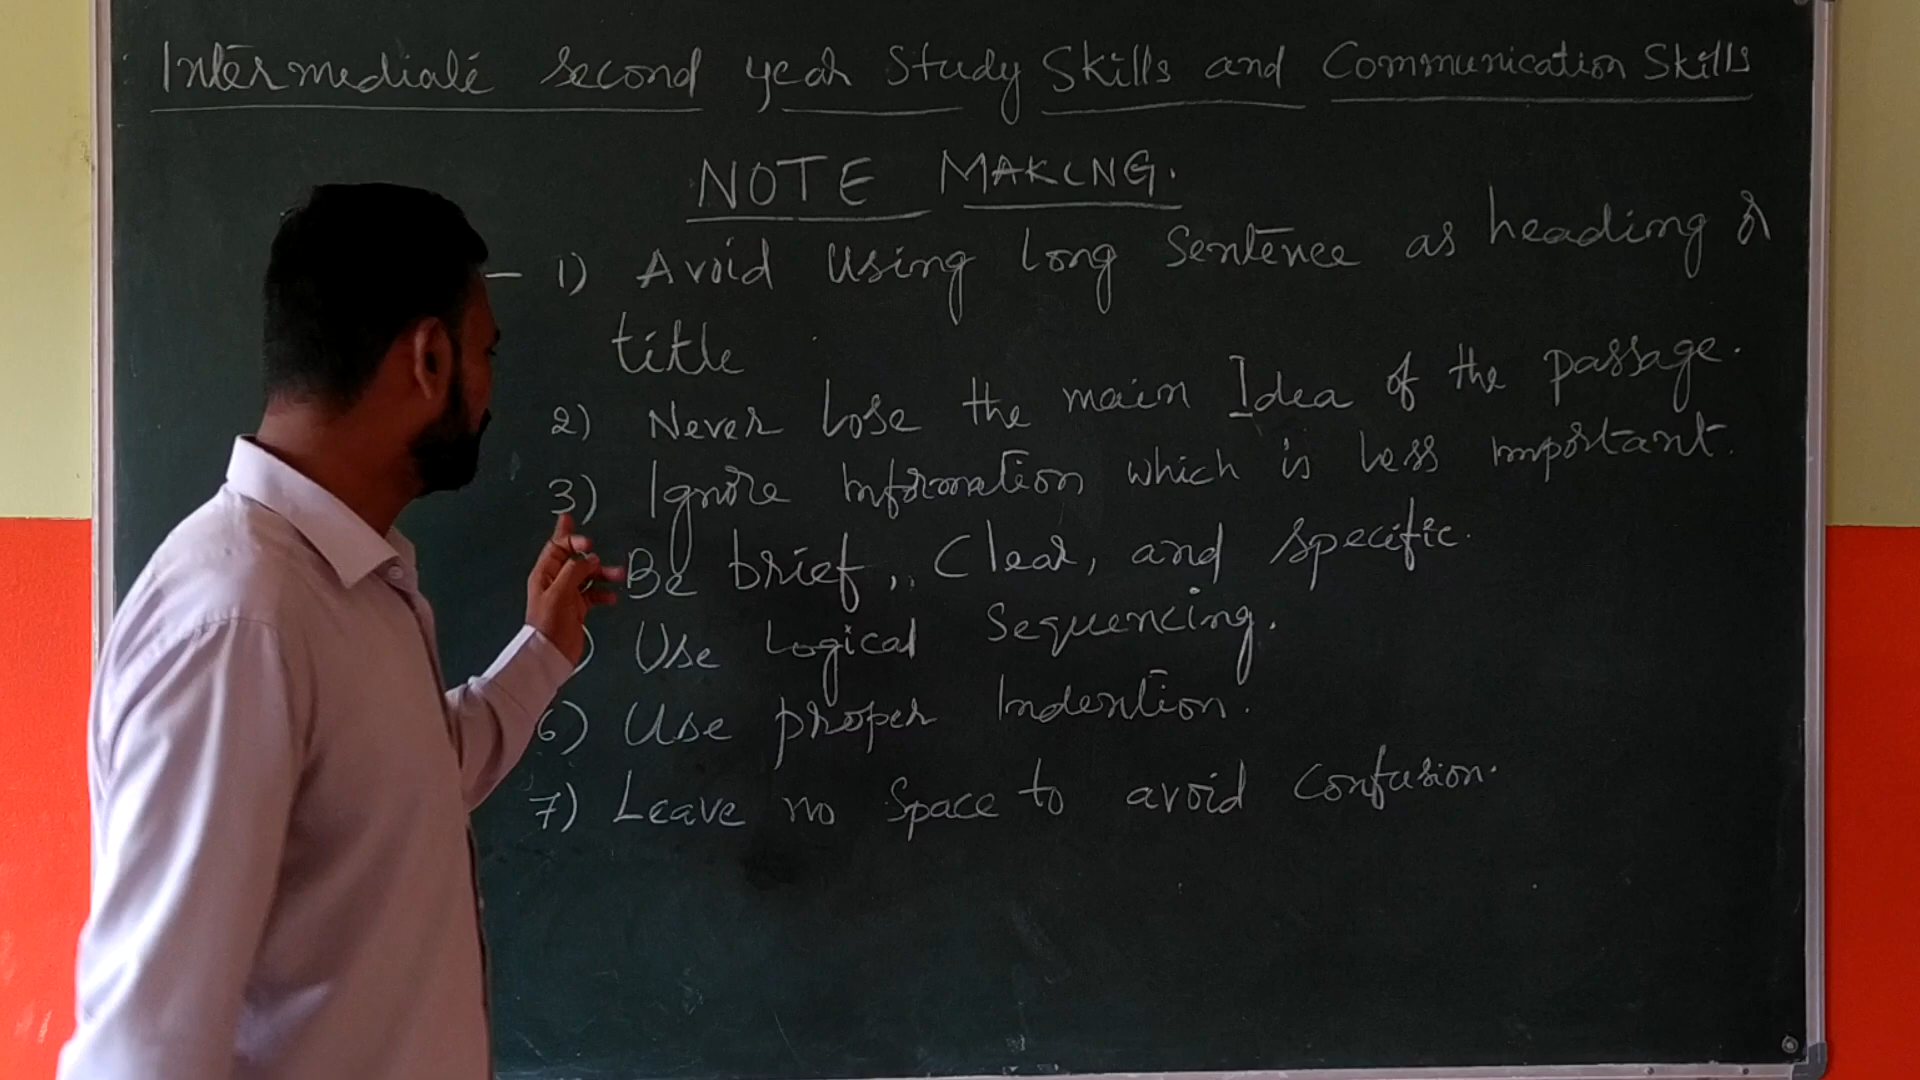 Intermediate second year Study Skills and Communication Skills
NOTE MAKING.
– 1) Avoid using long sentence as heading or
title
2) Never lose the main Idea of the passage.
3) Ignore information which is less important.
Be brief, Clear, and specific.
) Use Logical Sequencing.
6) Use proper Indention.
7) Leave no Space to avoid confusion.